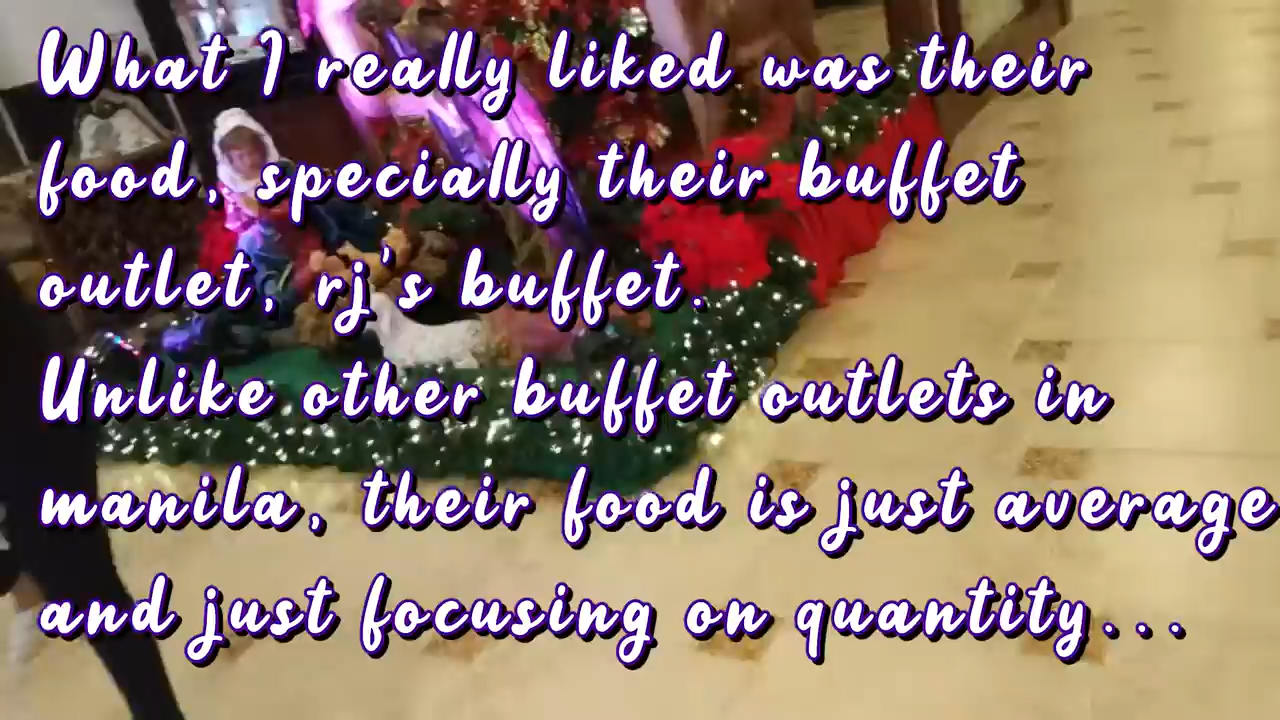 What I really liked was their
food, specially their buffet
outlet, rj's buffet.
Unlike other buffet outlets in
manila, their food is just average
and just focusing on quantity...